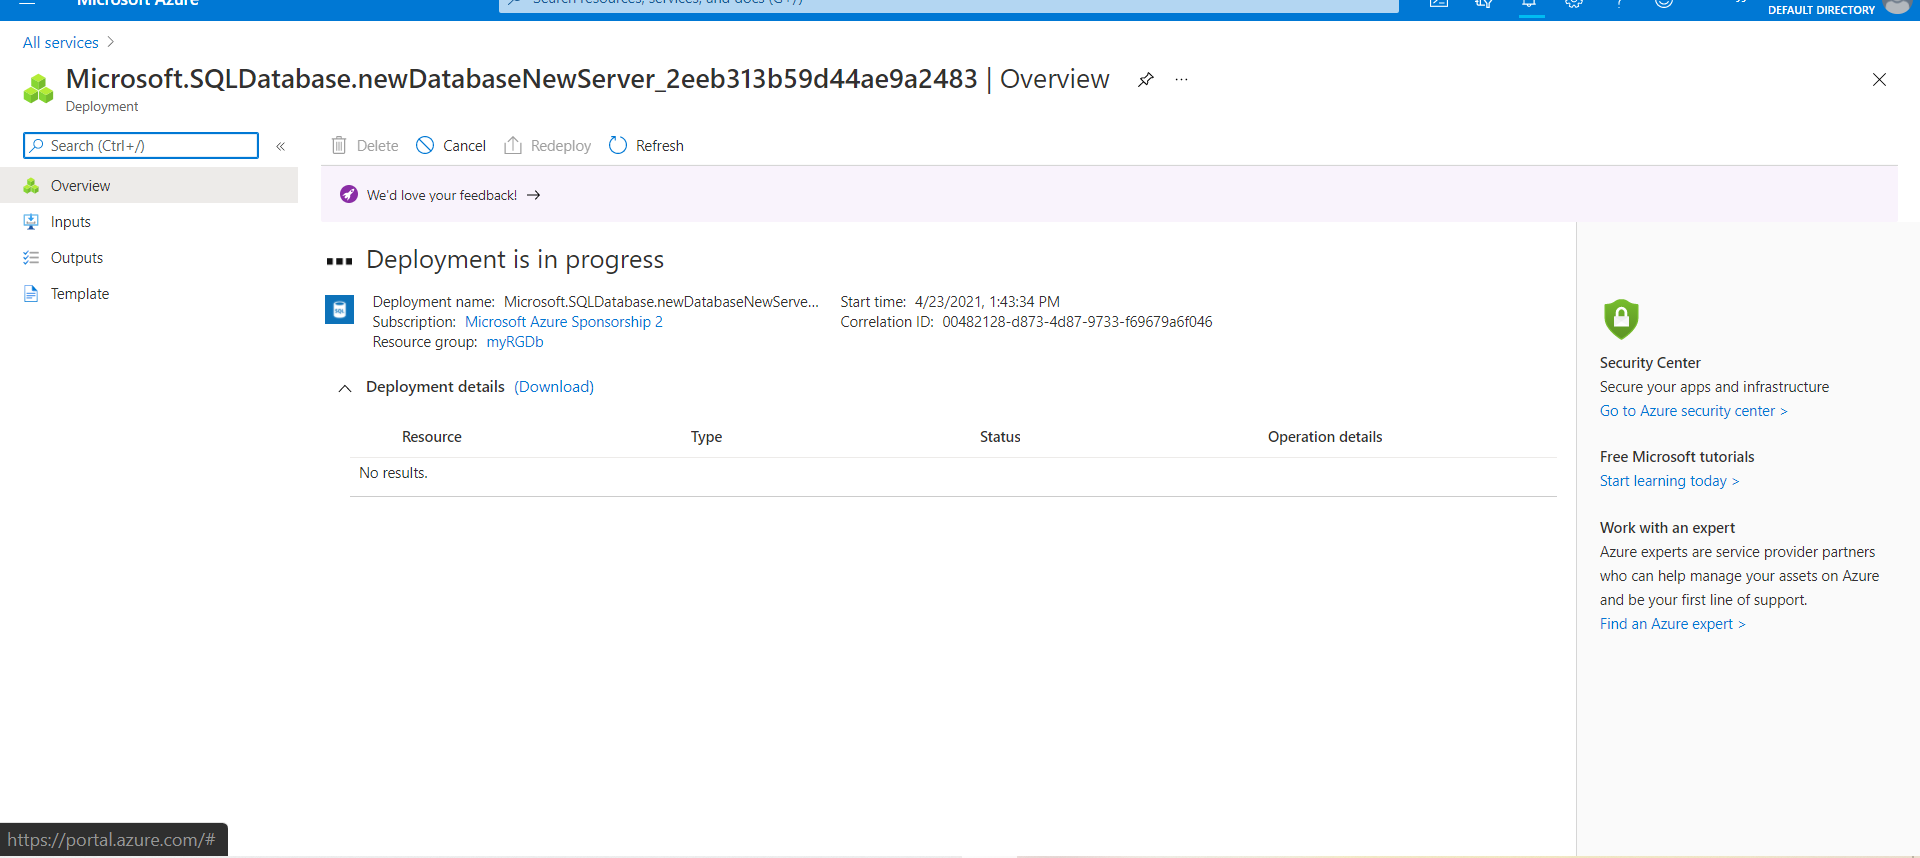 Microsoft Azure
Search resources, services, and docs (G+/)
DEFAULT DIRECTORY
All services
Microsoft.SQLDatabase.newDatabaseNewServer_2eeb313b59d44ae9a2483 | Overview
Deployment
Search (Ctrl+/)
«
Delete
Cancel
Redeploy
Refresh
Overview
Inputs
Outputs
Template
We'd love your feedback! →
Deployment is in progress
Deployment name: Microsoft.SQLDatabase.newDatabaseNewServe...
Subscription: Microsoft Azure Sponsorship 2
Resource group: myRGDb
Start time: 4/23/2021, 1:43:34 PM
Correlation ID: 00482128-d873-4d87-9733-f69679a6f046
Deployment details (Download)
Resource Type Status Operation details
No results.
Security Center
Secure your apps and infrastructure
Go to Azure security center >
Free Microsoft tutorials
Start learning today >
Work with an expert
Azure experts are service provider partners
who can help manage your assets on Azure
and be your first line of support.
Find an Azure expert >
https://portal.azure.com/#